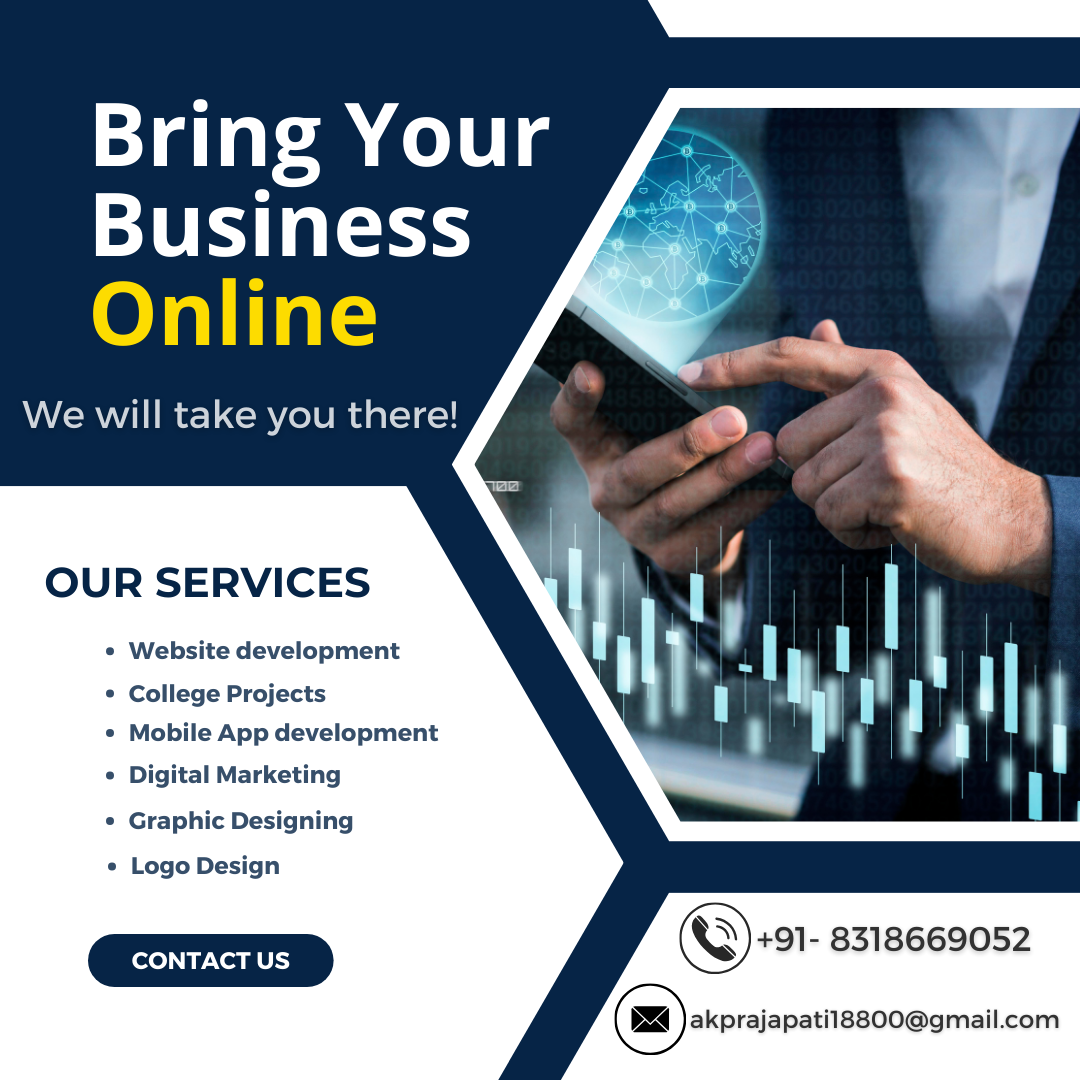 Bring Your
Business
Online
We will take you there!
OUR SERVICES
• Website development
• College Projects
• Mobile App development
• Digital Marketing
• Graphic Designing
• Logo Design
CONTACT US
+91- 8318669052
akprajapati18800@gmail.com